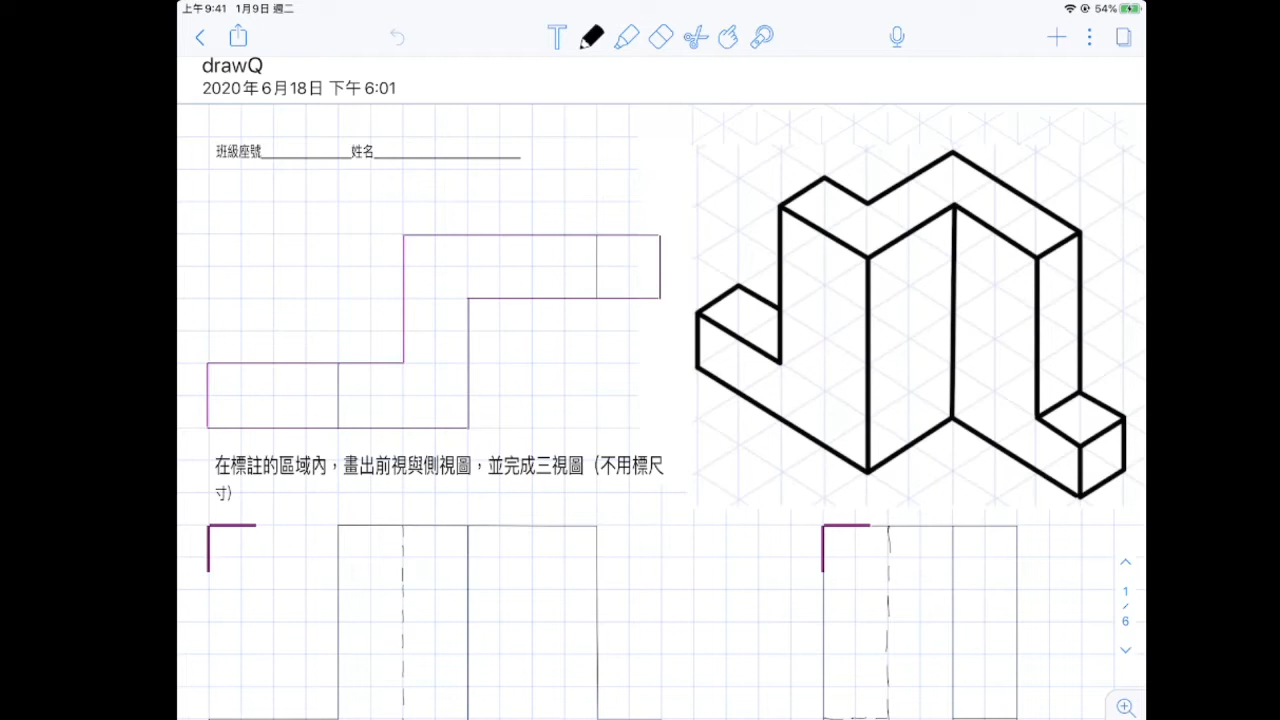 上午9:41 1月9日 週二
54%
drawQ
2020年6月18日 下午6:01
班級座號 姓名
在標註的區域內，畫出前視與側視圖，並完成三視圖（不用標尺
寸）
1
/
6